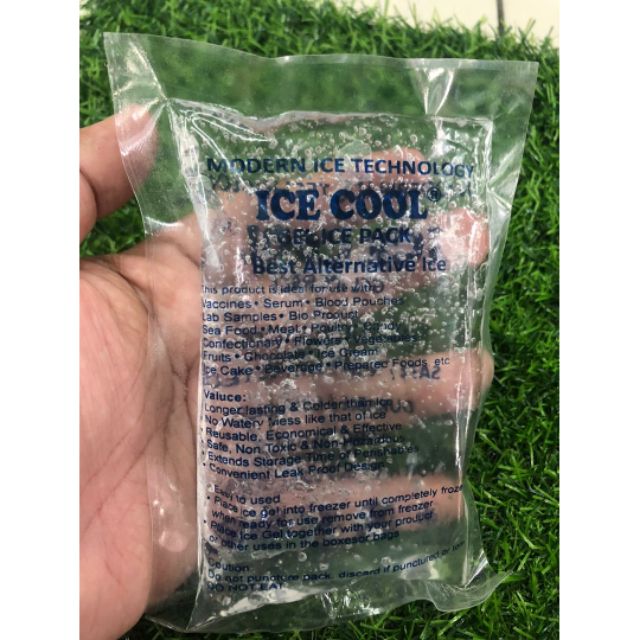 MODERN ICE TECHNOLOGY
ICE COOL®
GEL ICE PACK
Best Alternative Ice
This product is ideal for use with:
Vaccines • Serum • Blood Pouches
Lab Samples • Bio Product
Sea Food • Meat • Poultry • Candy
Confectionary • Flowers • Vegetables
Fruits • Chocolate • Ice Cream
Ice Cake • Beverage • Prepared Foods, etc
Valuce:
Longer lasting & Colder than Ice
• No Watery Mess like that of ice
• Reusable, Economical & Effective
• Safe, Non Toxic & Non-Hazardous
• Extends Storage Time of Perishables
• Convenient Leak Proof Design
• Easy to used
• Place ice gel into freezer until completely froze
when ready for use remove from freezer
• Place Ice Gel together with your product
or other uses in the boxesor bags
Caution:
Do not puncture pack, discard if punctured or torn
DO NOT EAT